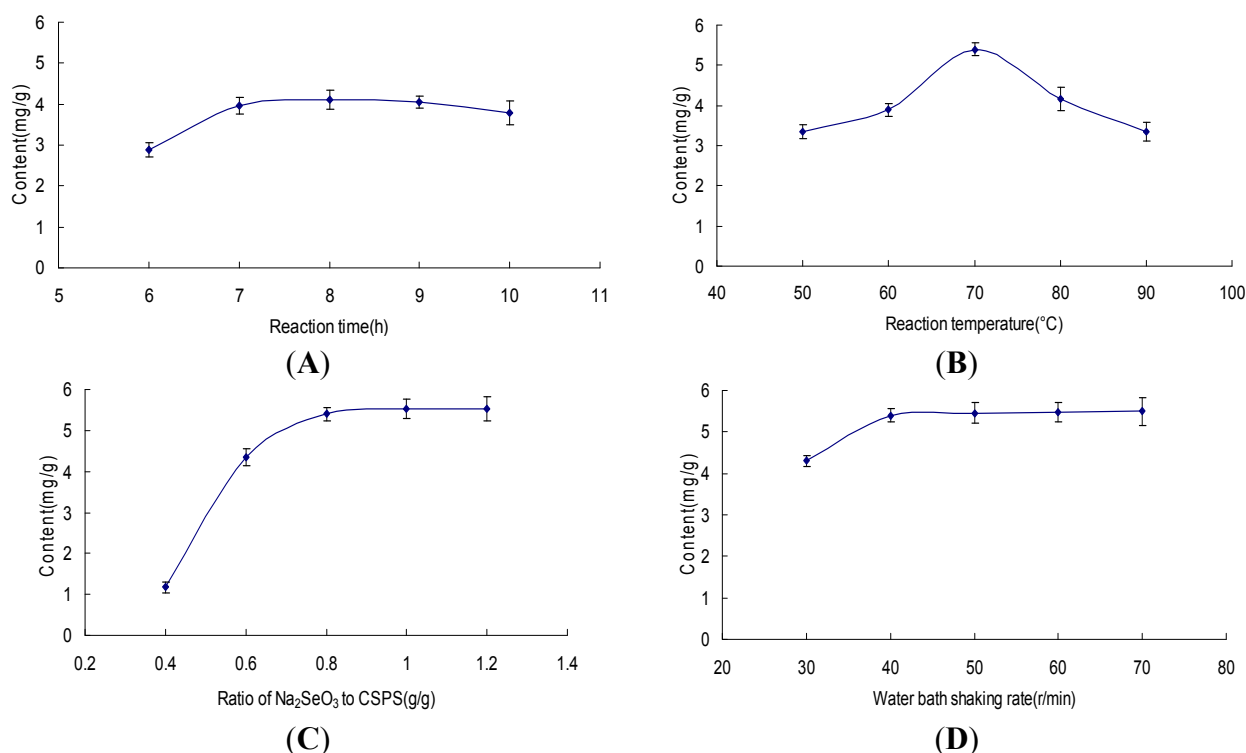 6
5
4
3
2
1
0
Content(mg/g)
5 6 7 8 9 10 11
Reaction time(h)
(A)
6
5
4
3
2
1
0
Content(mg/g)
40 50 60 70 80 90 100
Reaction temperature(°C)
(B)
6
5
4
3
2
1
0
Content(mg/g)
0.2 0.4 0.6 0.8 1 1.2 1.4
Ratio of Na₂SeO₃ to CSPS(g/g)
(C)
6
5
4
3
2
1
0
Content(mg/g)
20 30 40 50 60 70 80
Water bath shaking rate(r/min)
(D)